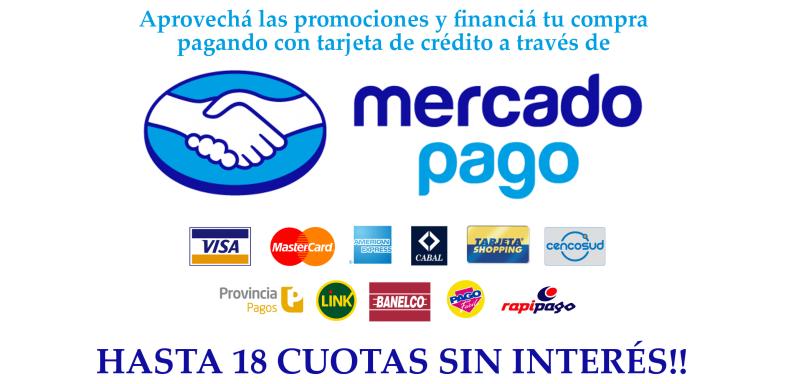 Aprovechá las promociones y financiá tu compra
pagando con tarjeta de crédito a través de
mercado
pago
VISA MasterCard AMERICAN EXPRESS CABAL TARJETA SHOPPING cencosud
Provincia Pagos LINK BANELCO PAGO fácil rapipago
HASTA 18 CUOTAS SIN INTERÉS!!